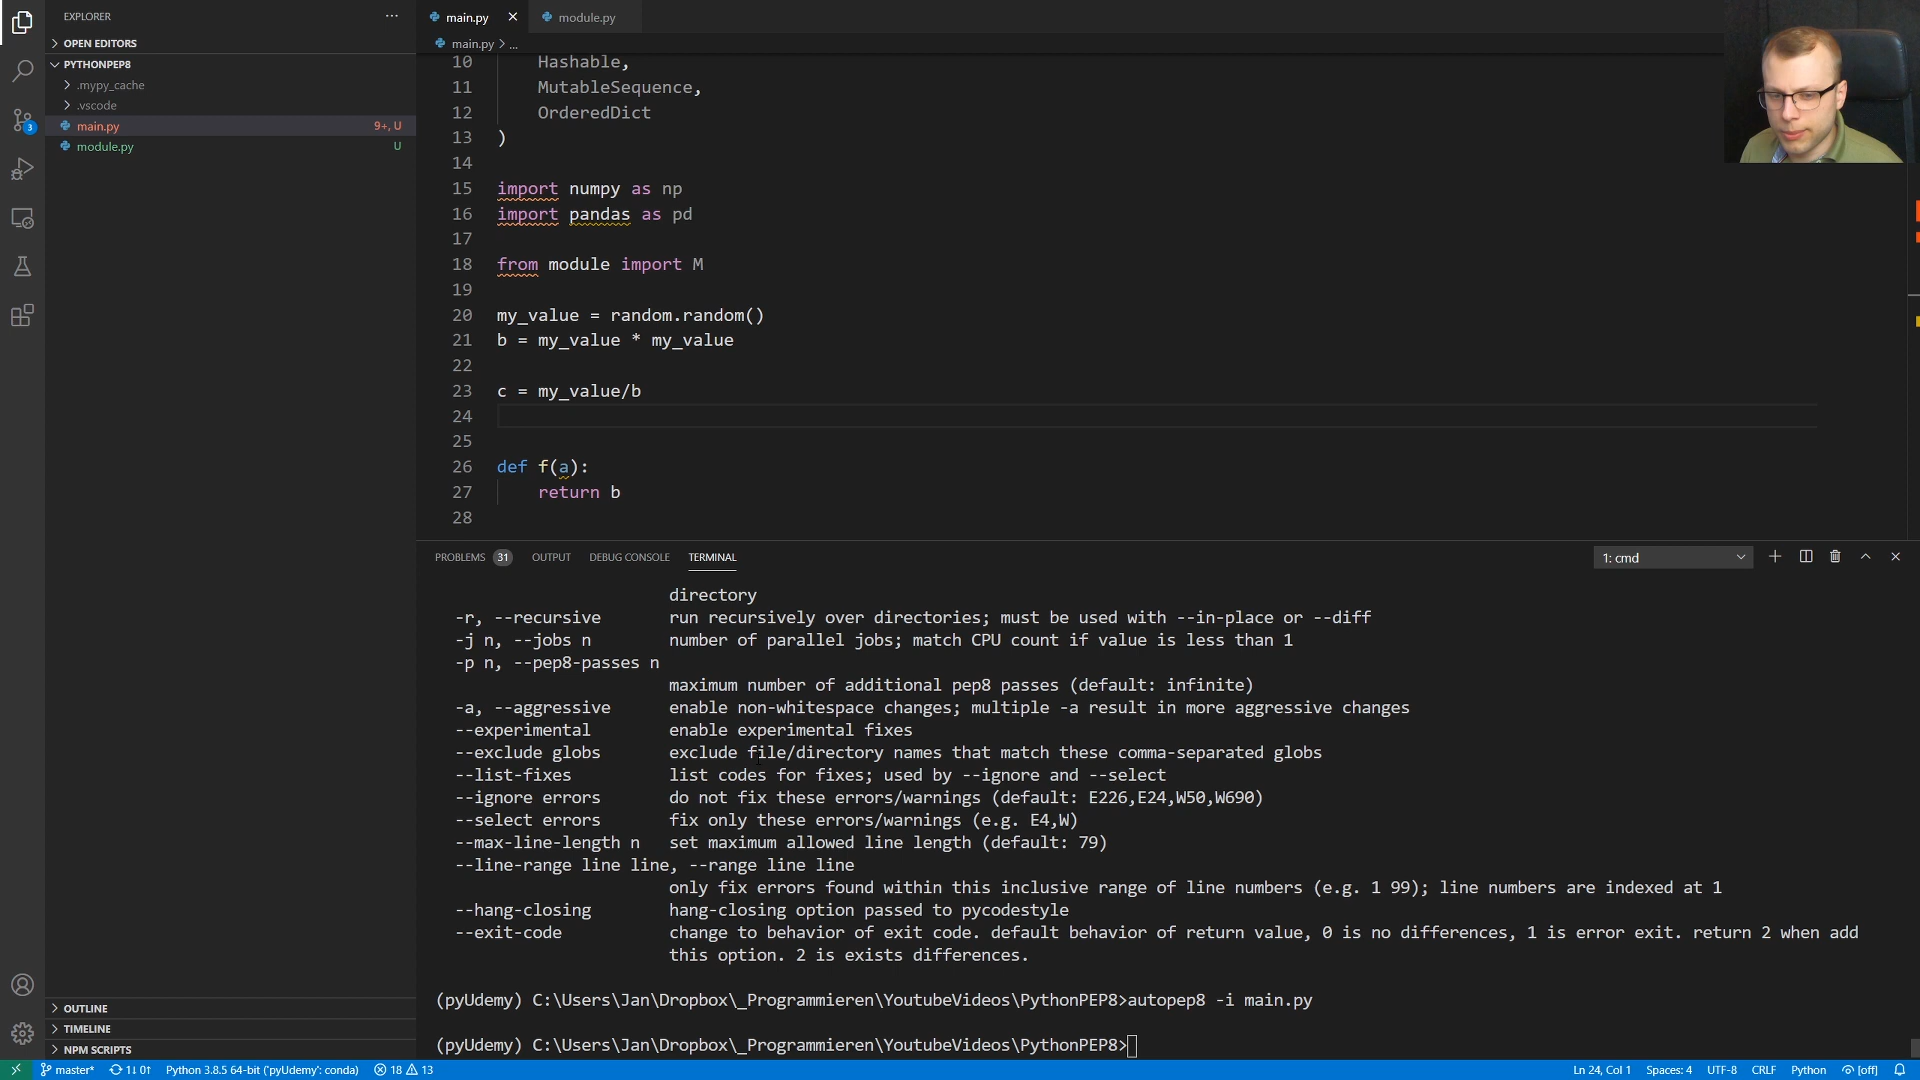 EXPLORER
OPEN EDITORS
PYTHONPEP8
.mypy_cache
.vscode
main.py 9+, U
module.py U
OUTLINE
TIMELINE
NPM SCRIPTS
3
main.py module.py
main.py > ...
10 Hashable,
11 MutableSequence,
12 OrderedDict
13 )
14
15 import numpy as np
16 import pandas as pd
17
18 from module import M
19
20 my_value = random.random()
21 b = my_value * my_value
22
23 c = my_value/b
24
25
26 def f(a):
27 return b
28
PROBLEMS 31 OUTPUT DEBUG CONSOLE TERMINAL 1: cmd
directory
-r, --recursive run recursively over directories; must be used with --in-place or --diff
-j n, --jobs n number of parallel jobs; match CPU count if value is less than 1
-p n, --pep8-passes n
maximum number of additional pep8 passes (default: infinite)
-a, --aggressive enable non-whitespace changes; multiple -a result in more aggressive changes
--experimental enable experimental fixes
--exclude globs exclude file/directory names that match these comma-separated globs
--list-fixes list codes for fixes; used by --ignore and --select
--ignore errors do not fix these errors/warnings (default: E226,E24,W50,W690)
--select errors fix only these errors/warnings (e.g. E4,W)
--max-line-length n set maximum allowed line length (default: 79)
--line-range line line, --range line line
only fix errors found within this inclusive range of line numbers (e.g. 1 99); line numbers are indexed at 1
--hang-closing hang-closing option passed to pycodestyle
--exit-code change to behavior of exit code. default behavior of return value, 0 is no differences, 1 is error exit. return 2 when add
this option. 2 is exists differences.
(pyUdemy) C:\Users\Jan\Dropbox\_Programmieren\YoutubeVideos\PythonPEP8>autopep8 -i main.py
(pyUdemy) C:\Users\Jan\Dropbox\_Programmieren\YoutubeVideos\PythonPEP8>
master* 1↓ 0↑ Python 3.8.5 64-bit ('pyUdemy': conda) 18 13 Ln 24, Col 1 Spaces: 4 UTF-8 CRLF Python [off]